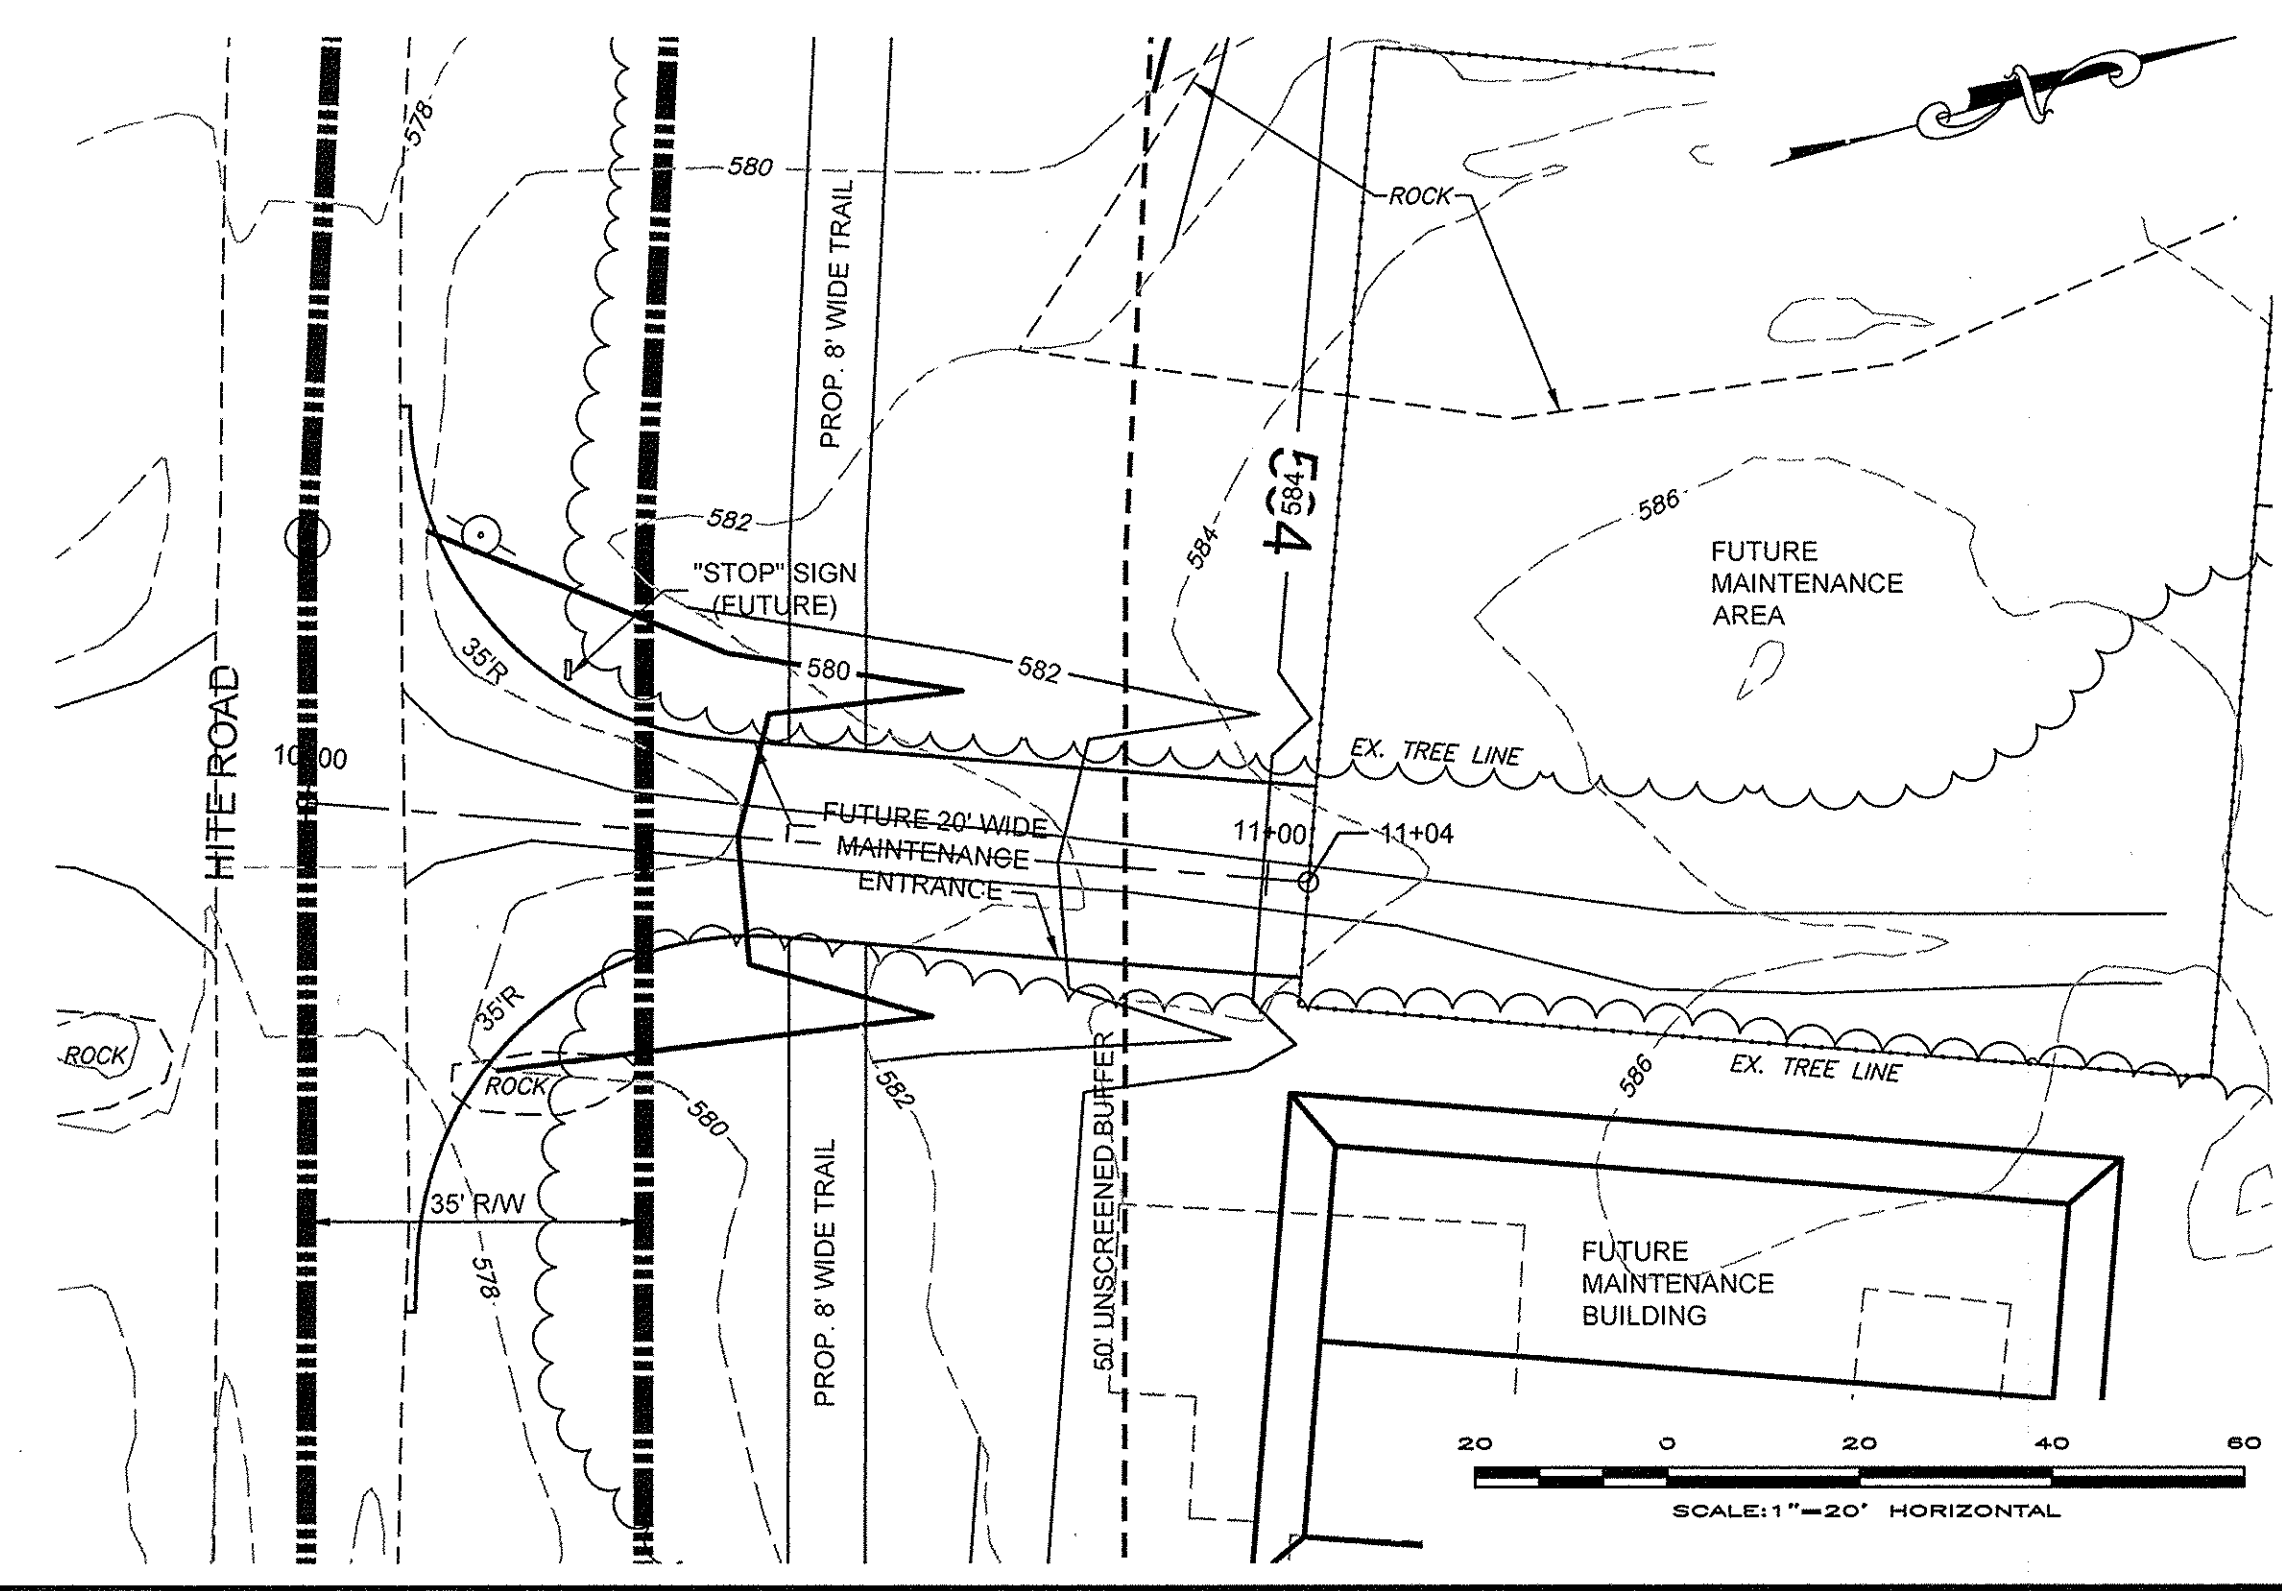 578
580
ROCK
PROP. 8' WIDE TRAIL
582
584
584
584
586
FUTURE
MAINTENANCE
AREA
"STOP" SIGN
(FUTURE)
35'R
580
582
HITE ROAD
10+00
EX. TREE LINE
FUTURE 20' WIDE
MAINTENANCE
ENTRANCE
11+00
11+04
35'R
ROCK
ROCK
580
582
586
EX. TREE LINE
50' UNSCREENED BUFFER
PROP. 8' WIDE TRAIL
35' R/W
578
FUTURE
MAINTENANCE
BUILDING
20 0 20 40 60
SCALE:1"=20' HORIZONTAL